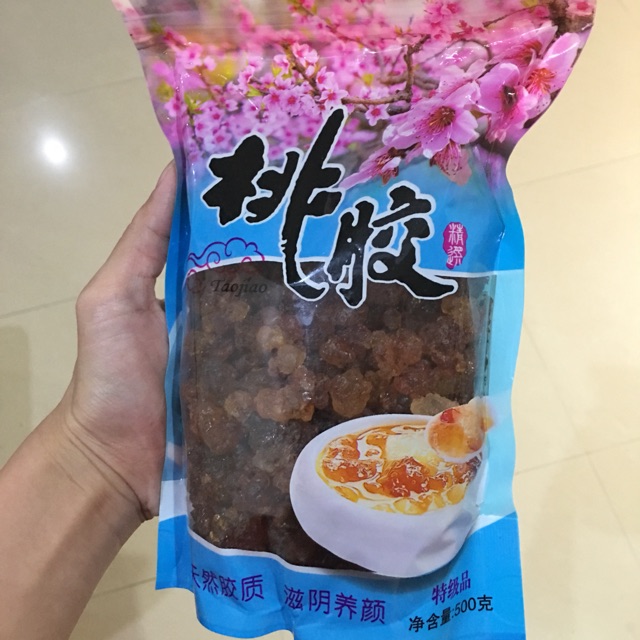 桃胶
精选
Taojiao
天然胶质 滋阴养颜
特级品
净含量:500克